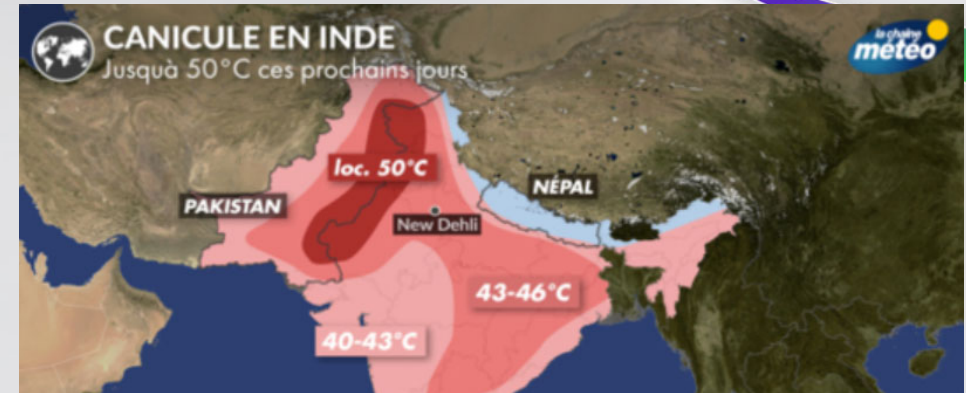 CANICULE EN INDE
Jusquà 50°C ces prochains jours
la chaîne
météo
loc. 50°C
NÉPAL
PAKISTAN
New Dehli
43-46°C
40-43°C